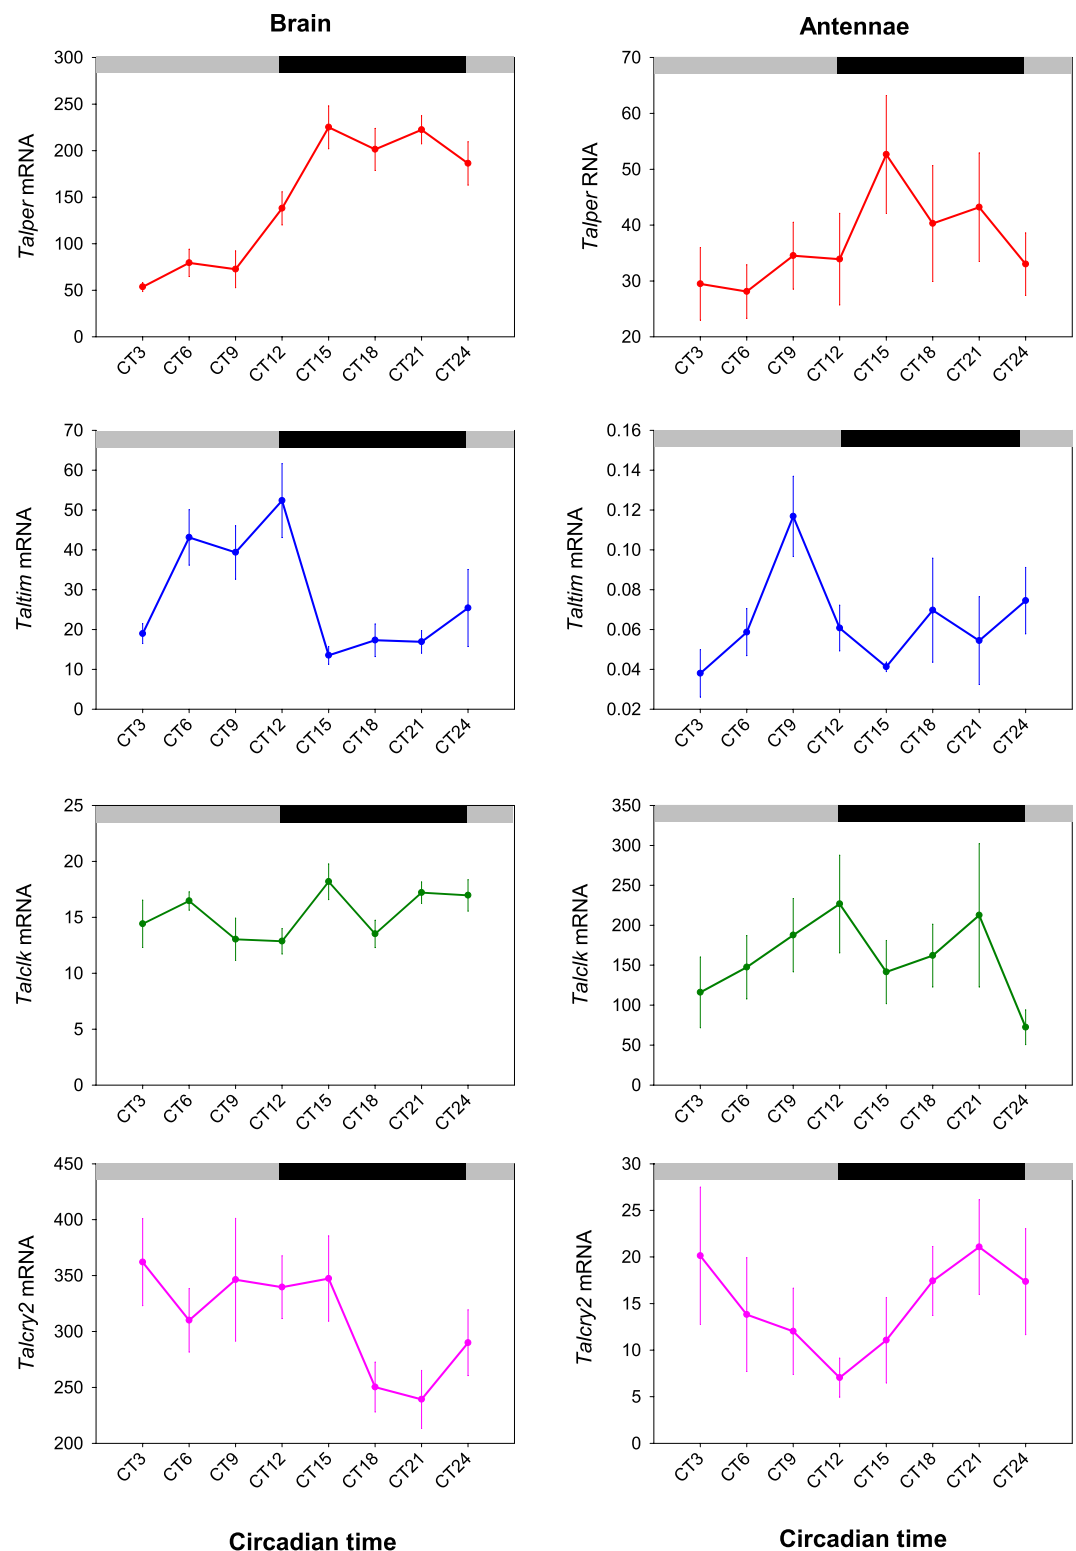 Brain
Antennae
Talper mRNA
300
250
200
150
100
50
0
CT3 CT6 CT9 CT12 CT15 CT18 CT21 CT24
Talper RNA
70
60
50
40
30
20
CT3 CT6 CT9 CT12 CT15 CT18 CT21 CT24
Taltim mRNA
70
60
50
40
30
20
10
0
CT3 CT6 CT9 CT12 CT15 CT18 CT21 CT24
Taltim mRNA
0.16
0.14
0.12
0.10
0.08
0.06
0.04
0.02
CT3 CT6 CT9 CT12 CT15 CT18 CT21 CT24
Talclk mRNA
25
20
15
10
5
0
CT3 CT6 CT9 CT12 CT15 CT18 CT21 CT24
Talclk mRNA
350
300
250
200
150
100
50
0
CT3 CT6 CT9 CT12 CT15 CT18 CT21 CT24
Talcry2 mRNA
450
400
350
300
250
200
CT3 CT6 CT9 CT12 CT15 CT18 CT21 CT24
Talcry2 mRNA
30
25
20
15
10
5
0
CT3 CT6 CT9 CT12 CT15 CT18 CT21 CT24
Circadian time
Circadian time